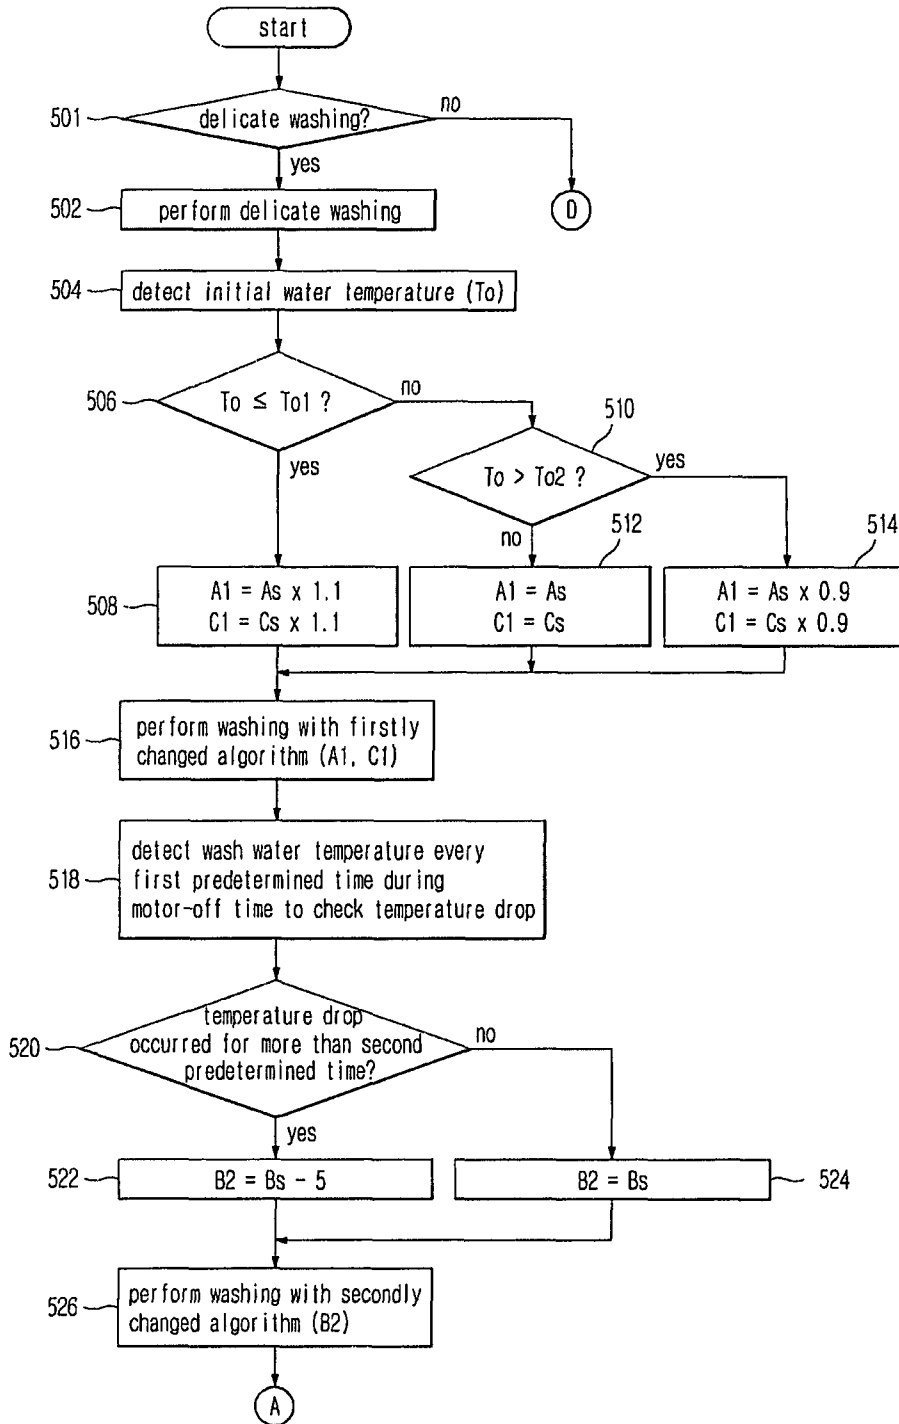 start
501
delicate washing?
no
yes
502
perform delicate washing
D
504
detect initial water temperature (To)
506
To ≤ To1 ?
no
yes
510
To > To2 ?
yes
no
508
A1 = As x 1.1
C1 = Cs x 1.1
512
A1 = As
C1 = Cs
514
A1 = As x 0.9
C1 = Cs x 0.9
516
perform washing with firstly
changed algorithm (A1, C1)
518
detect wash water temperature every
first predetermined time during
motor-off time to check temperature drop
520
temperature drop
occurred for more than second
predetermined time?
no
yes
522
B2 = Bs - 5
B2 = Bs
524
526
perform washing with secondly
changed algorithm (B2)
A